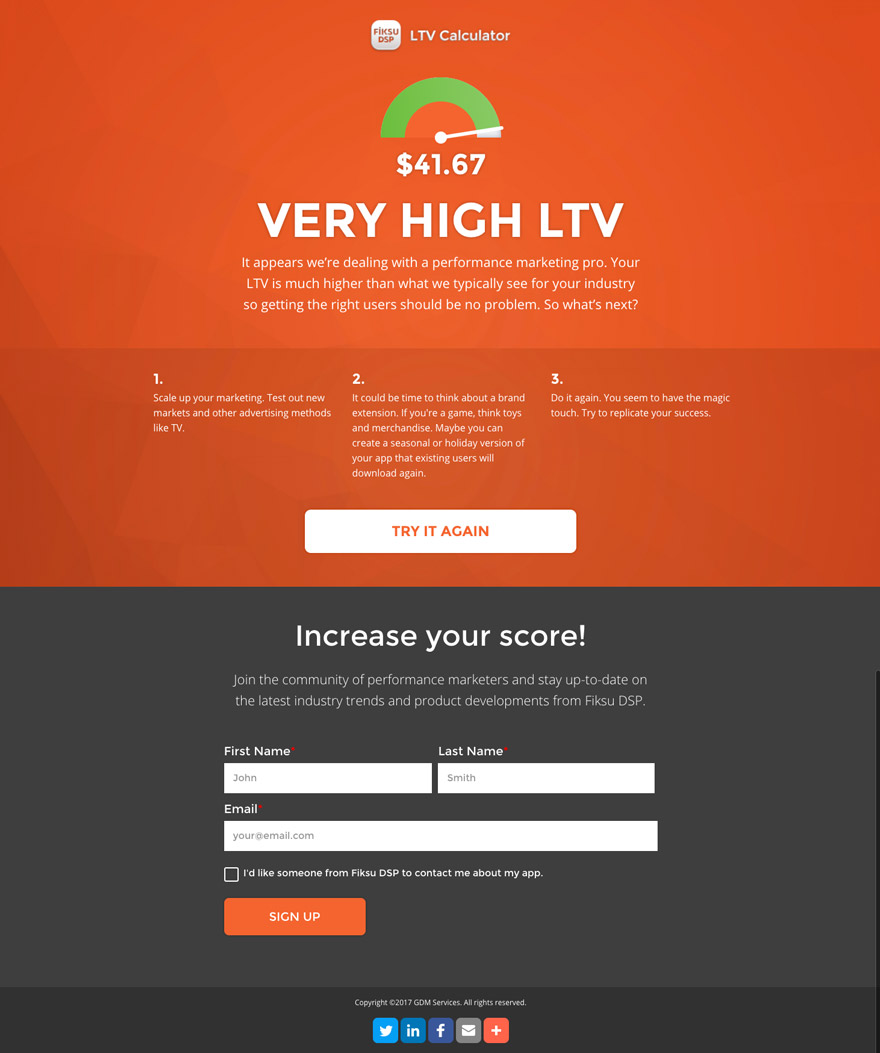 FIKSU
DSP
LTV Calculator
$41.67
VERY HIGH LTV
It appears we’re dealing with a performance marketing pro. Your
LTV is much higher than what we typically see for your industry
so getting the right users should be no problem. So what’s next?
1.
Scale up your marketing. Test out new
markets and other advertising methods
like TV.
2.
It could be time to think about a brand
extension. If you're a game, think toys
and merchandise. Maybe you can
create a seasonal or holiday version of
your app that existing users will
download again.
3.
Do it again. You seem to have the magic
touch. Try to replicate your success.
TRY IT AGAIN
Increase your score!
Join the community of performance marketers and stay up-to-date on
the latest industry trends and product developments from Fiksu DSP.
First Name*
Last Name*
John
Smith
Email*
your@email.com
I'd like someone from Fiksu DSP to contact me about my app.
SIGN UP
Copyright ©2017 GDM Services. All rights reserved.